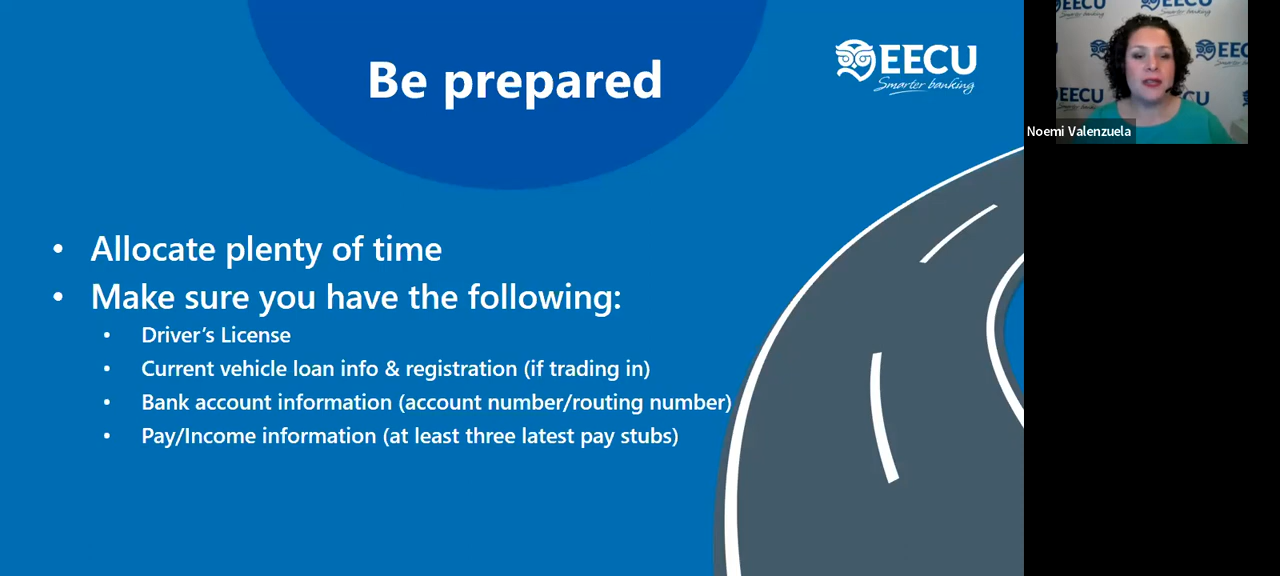 Be prepared
EECU
Smarter banking
Noemi Valenzuela
• Allocate plenty of time
• Make sure you have the following:
• Driver’s License
• Current vehicle loan info & registration (if trading in)
• Bank account information (account number/routing number)
• Pay/Income information (at least three latest pay stubs)